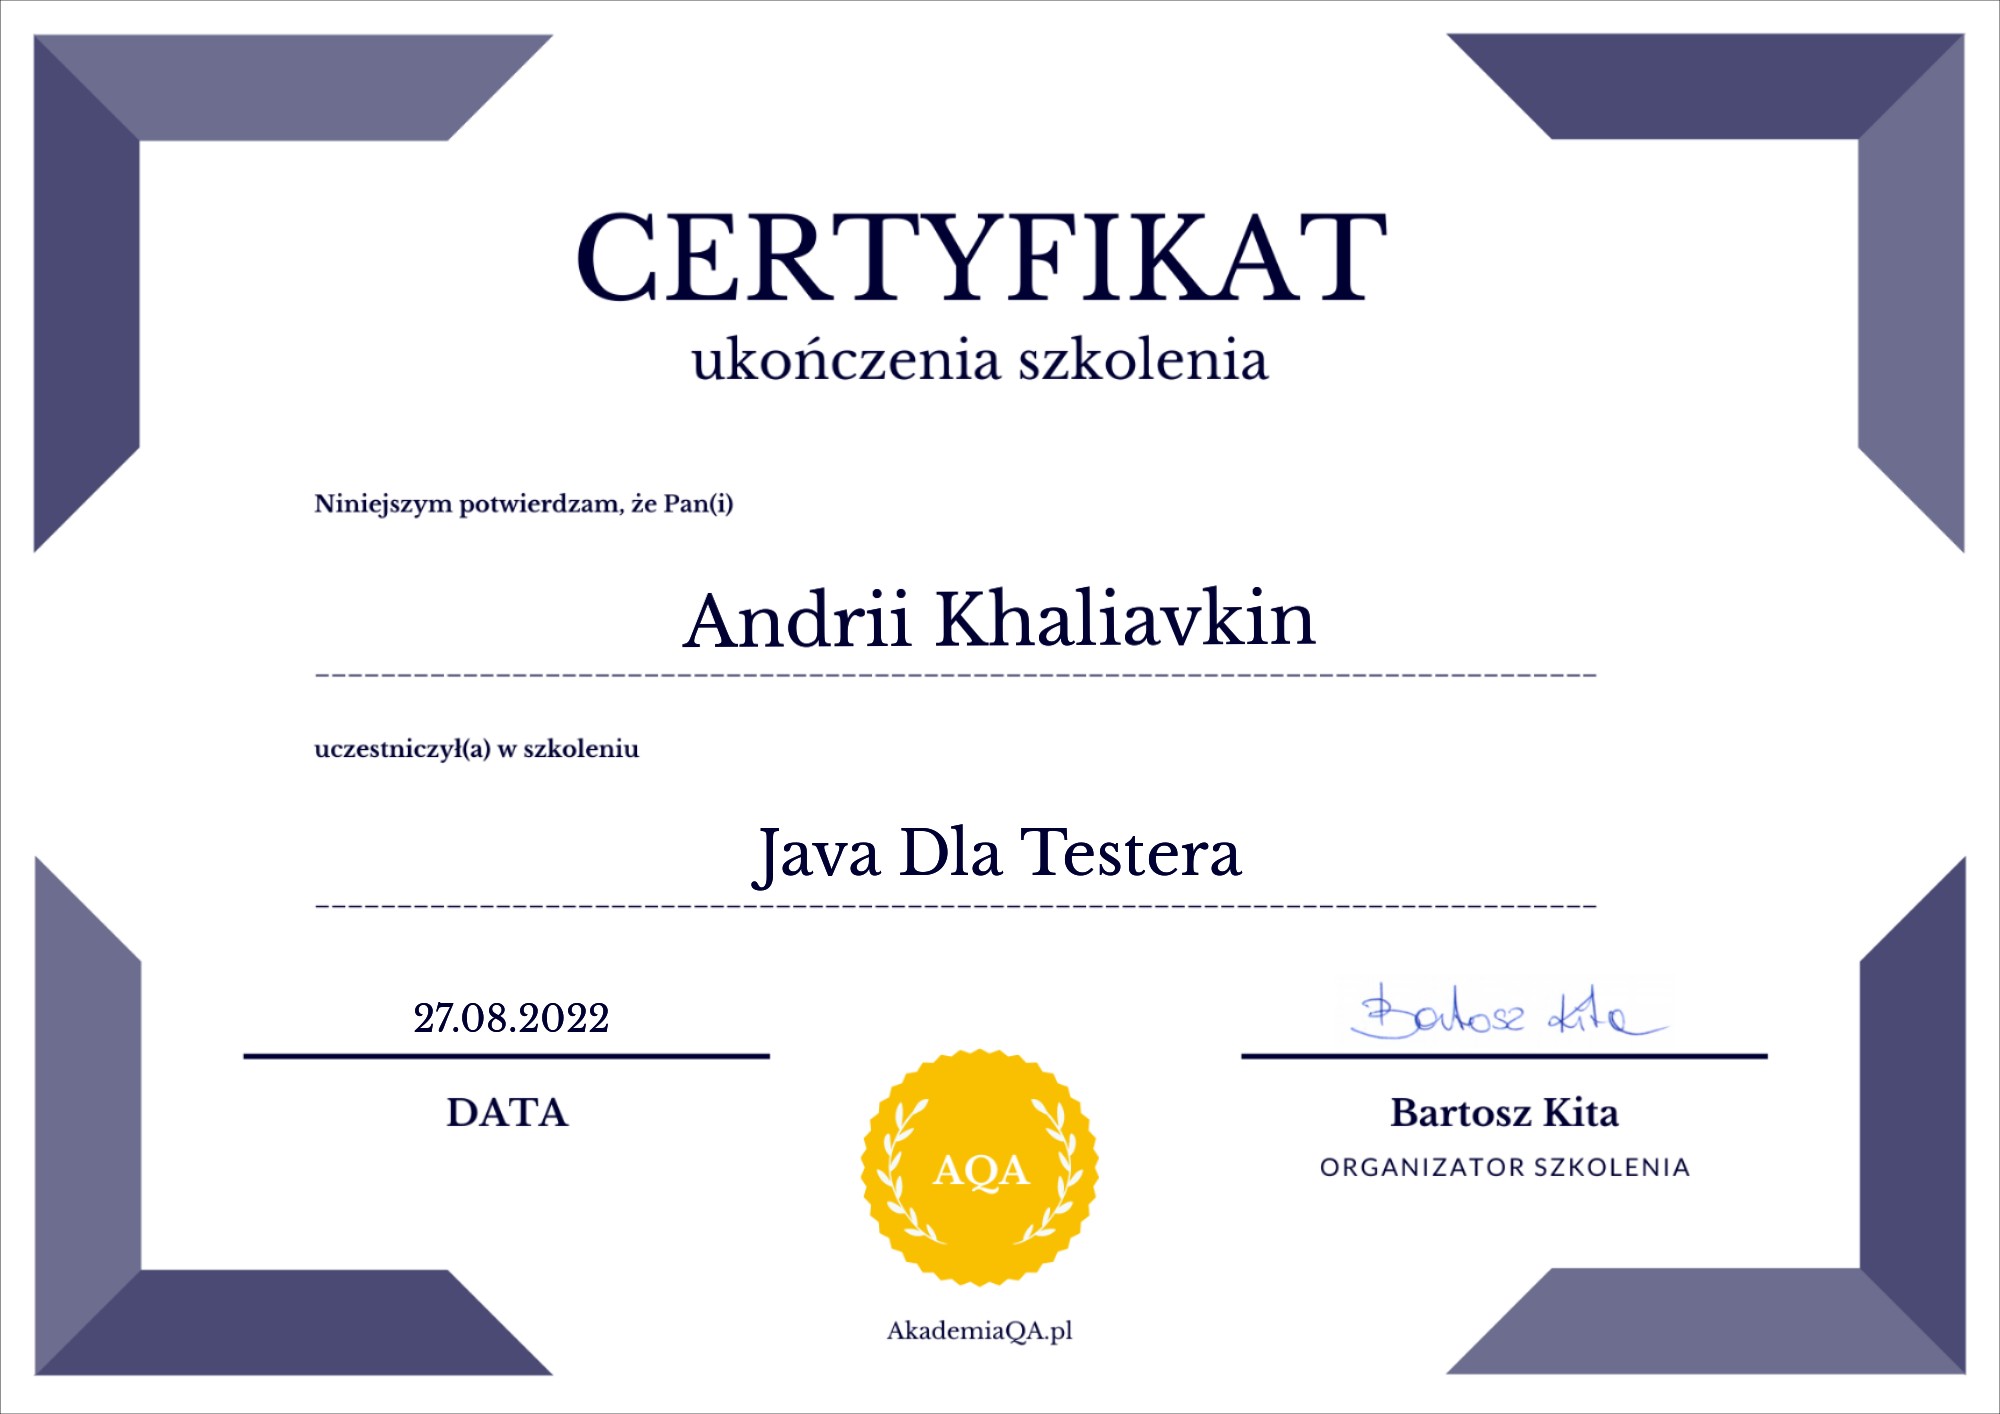 CERTYFIKAT
ukończenia szkolenia
Niniejszym potwierdzam, że Pan(i)
Andrii Khaliavkin
uczestniczył(a) w szkoleniu
Java Dla Testera
27.08.2022
Bartosz Kita
DATA
Bartosz Kita
ORGANIZATOR SZKOLENIA
AQA
AkademiaQA.pl